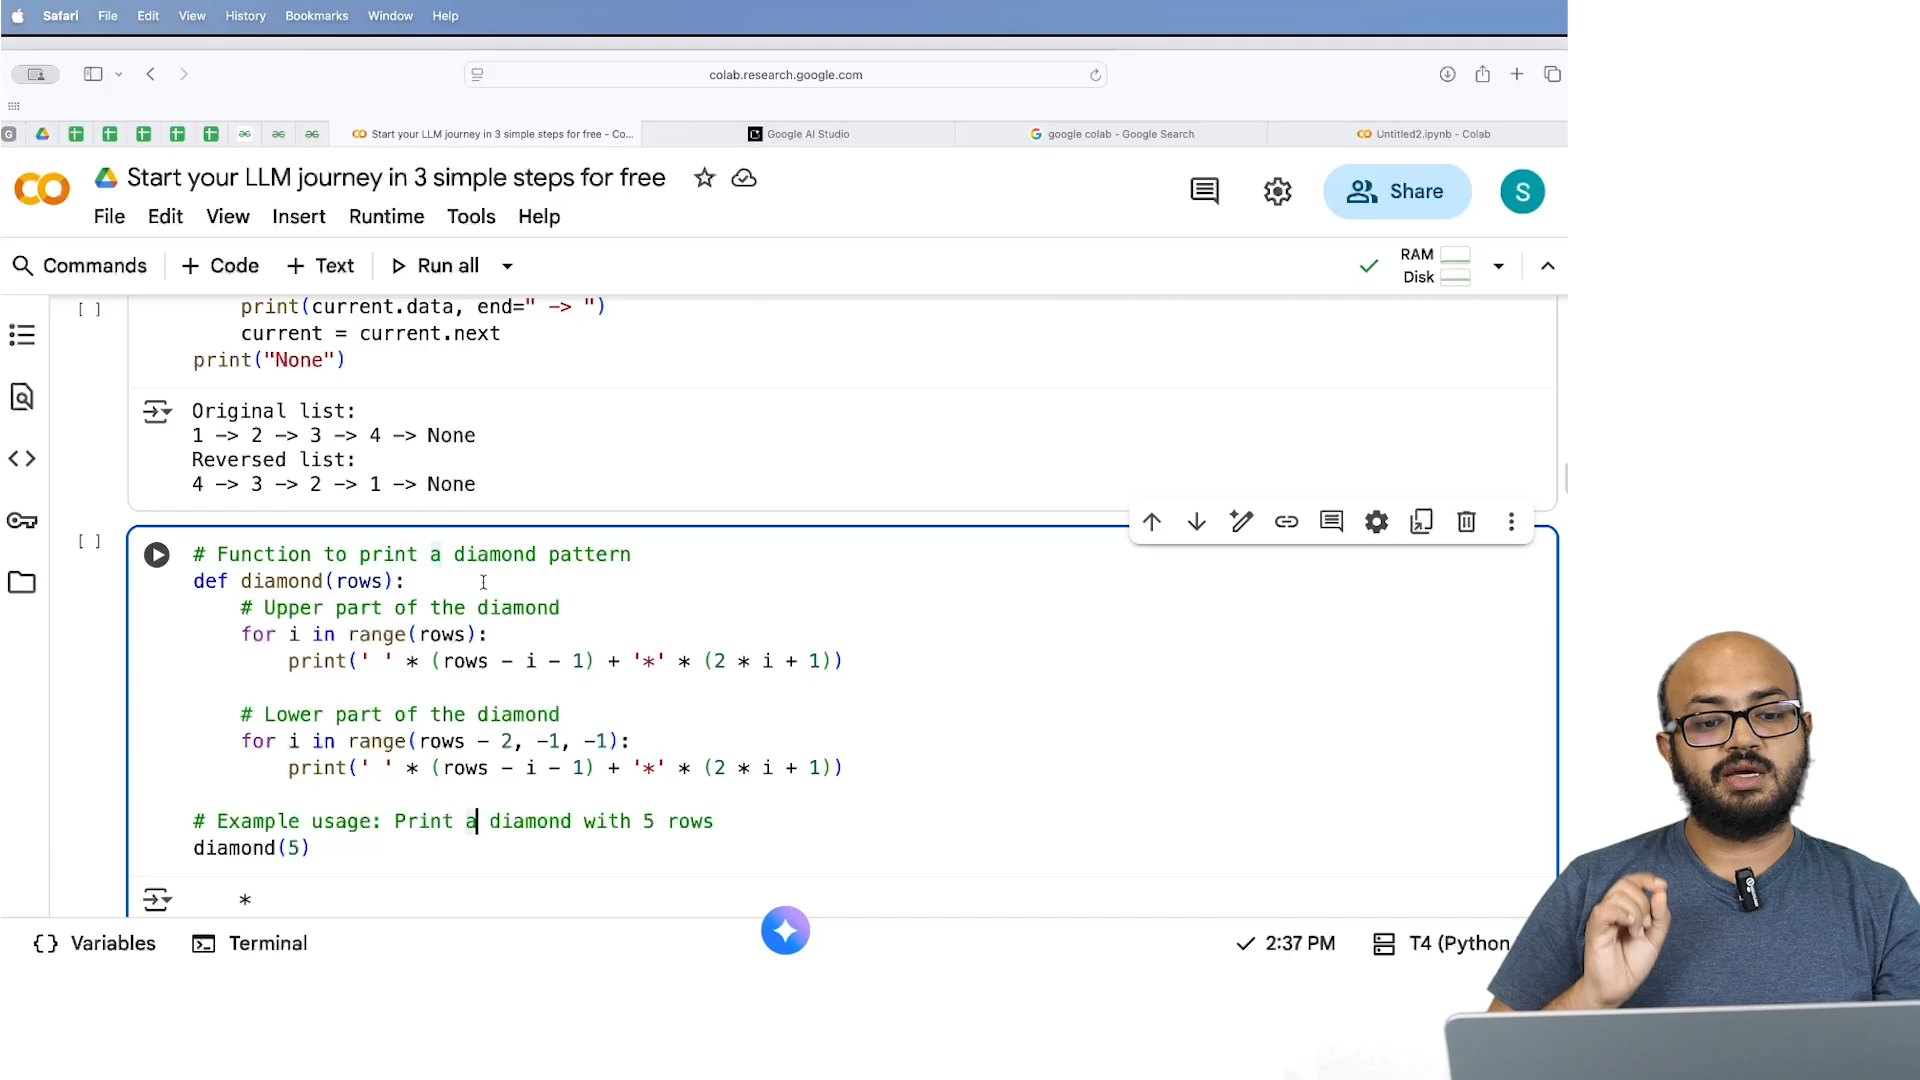 Safari File Edit View History Bookmarks Window Help
colab.research.google.com
G Start your LLM journey in 3 simple steps for free - Co... Google AI Studio google colab - Google Search Untitled2.ipynb - Colab
Start your LLM journey in 3 simple steps for free
File Edit View Insert Runtime Tools Help
Share
S
Commands + Code + Text Run all
RAM
Disk
[ ]
print(current.data, end=" -> ")
current = current.next
print("None")
Original list:
1 -> 2 -> 3 -> 4 -> None
Reversed list:
4 -> 3 -> 2 -> 1 -> None
[ ]
# Function to print a diamond pattern
def diamond(rows):
# Upper part of the diamond
for i in range(rows):
print(' ' * (rows - i - 1) + '*' * (2 * i + 1))
# Lower part of the diamond
for i in range(rows - 2, -1, -1):
print(' ' * (rows - i - 1) + '*' * (2 * i + 1))
# Example usage: Print a diamond with 5 rows
diamond(5)
*
{} Variables Terminal
2:37 PM T4 (Python